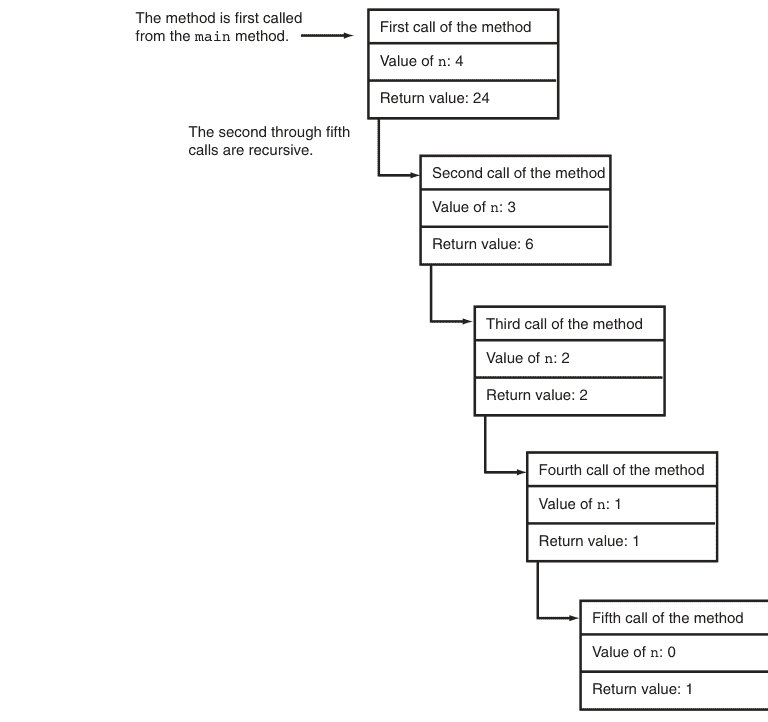 The method is first called
from the main method.
First call of the method
Value of n: 4
Return value: 24
The second through fifth
calls are recursive.
Second call of the method
Value of n: 3
Return value: 6
Third call of the method
Value of n: 2
Return value: 2
Fourth call of the method
Value of n: 1
Return value: 1
Fifth call of the method
Value of n: 0
Return value: 1